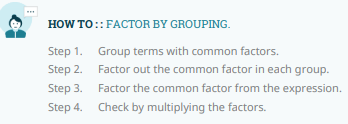 HOW TO : : FACTOR BY GROUPING.
Step 1. Group terms with common factors.
Step 2. Factor out the common factor in each group.
Step 3. Factor the common factor from the expression.
Step 4. Check by multiplying the factors.